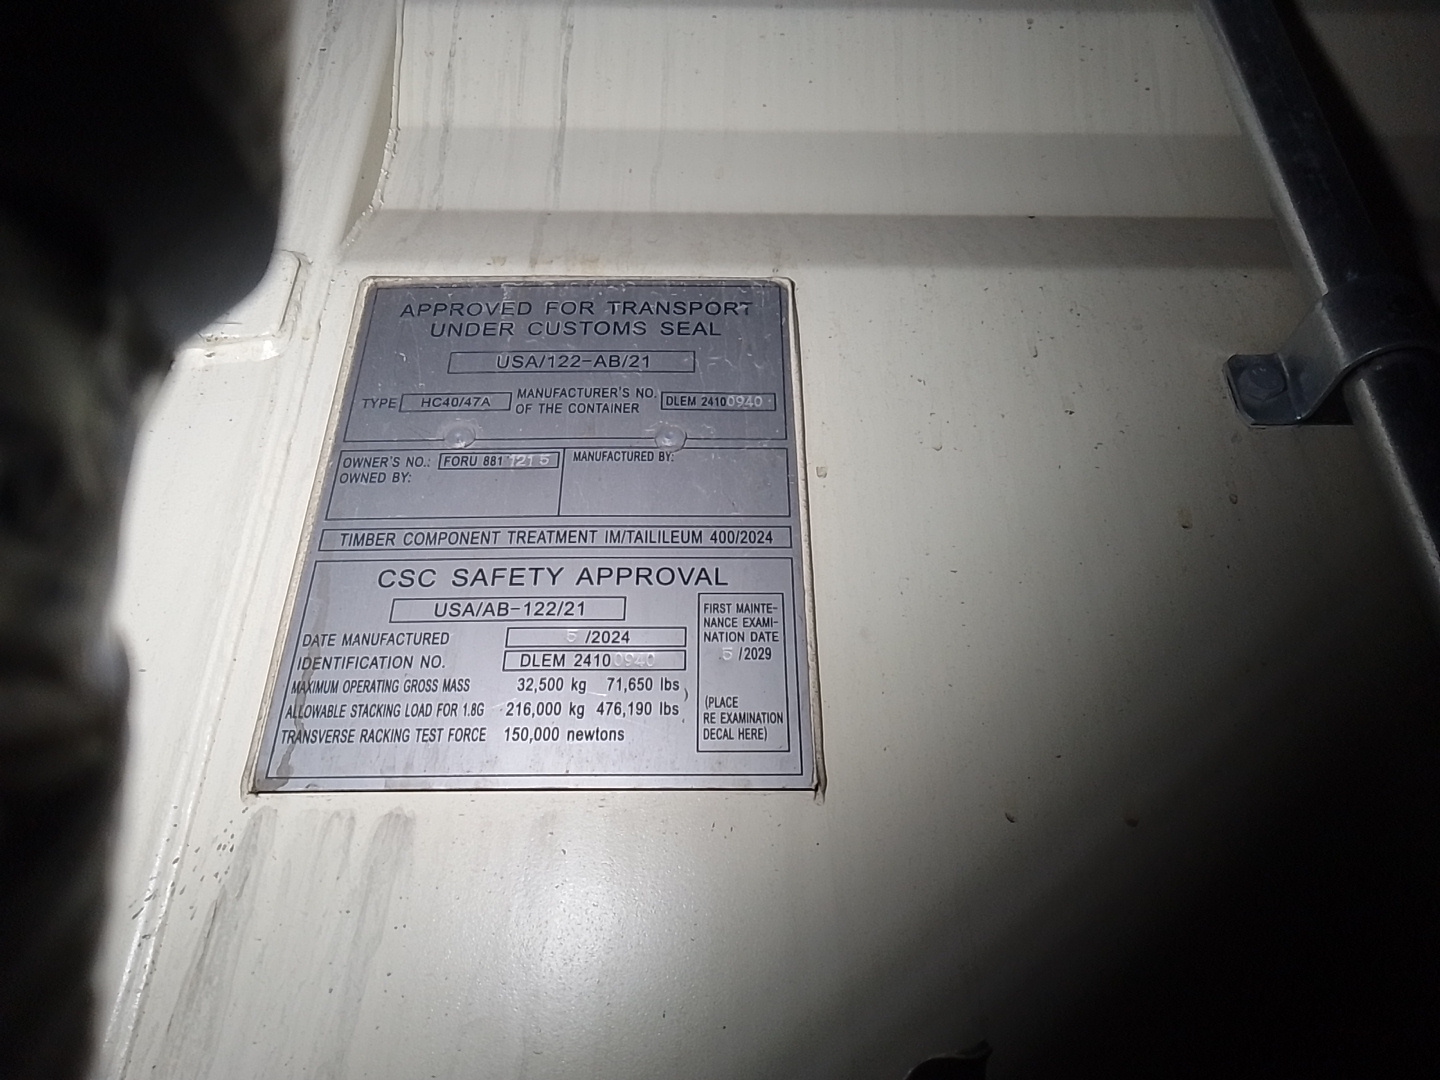 APPROVED FOR TRANSPORT
UNDER CUSTOMS SEAL
USA/122-AB/21
TYPE HC40/47A MANUFACTURER'S NO. OF THE CONTAINER DLEM 24100940
OWNER'S NO.: FORU 881 121 5
OWNED BY:
MANUFACTURED BY:
TIMBER COMPONENT TREATMENT IM/TAILILEUM 400/2024
CSC SAFETY APPROVAL
USA/AB-122/21
DATE MANUFACTURED 5 /2024
IDENTIFICATION NO. DLEM 24100940
MAXIMUM OPERATING GROSS MASS 32,500 kg 71,650 lbs
ALLOWABLE STACKING LOAD FOR 1.8G 216,000 kg 476,190 lbs
TRANSVERSE RACKING TEST FORCE 150,000 newtons
FIRST MAINTE-
NANCE EXAMI-
NATION DATE
5 /2029
(PLACE
RE EXAMINATION
DECAL HERE)